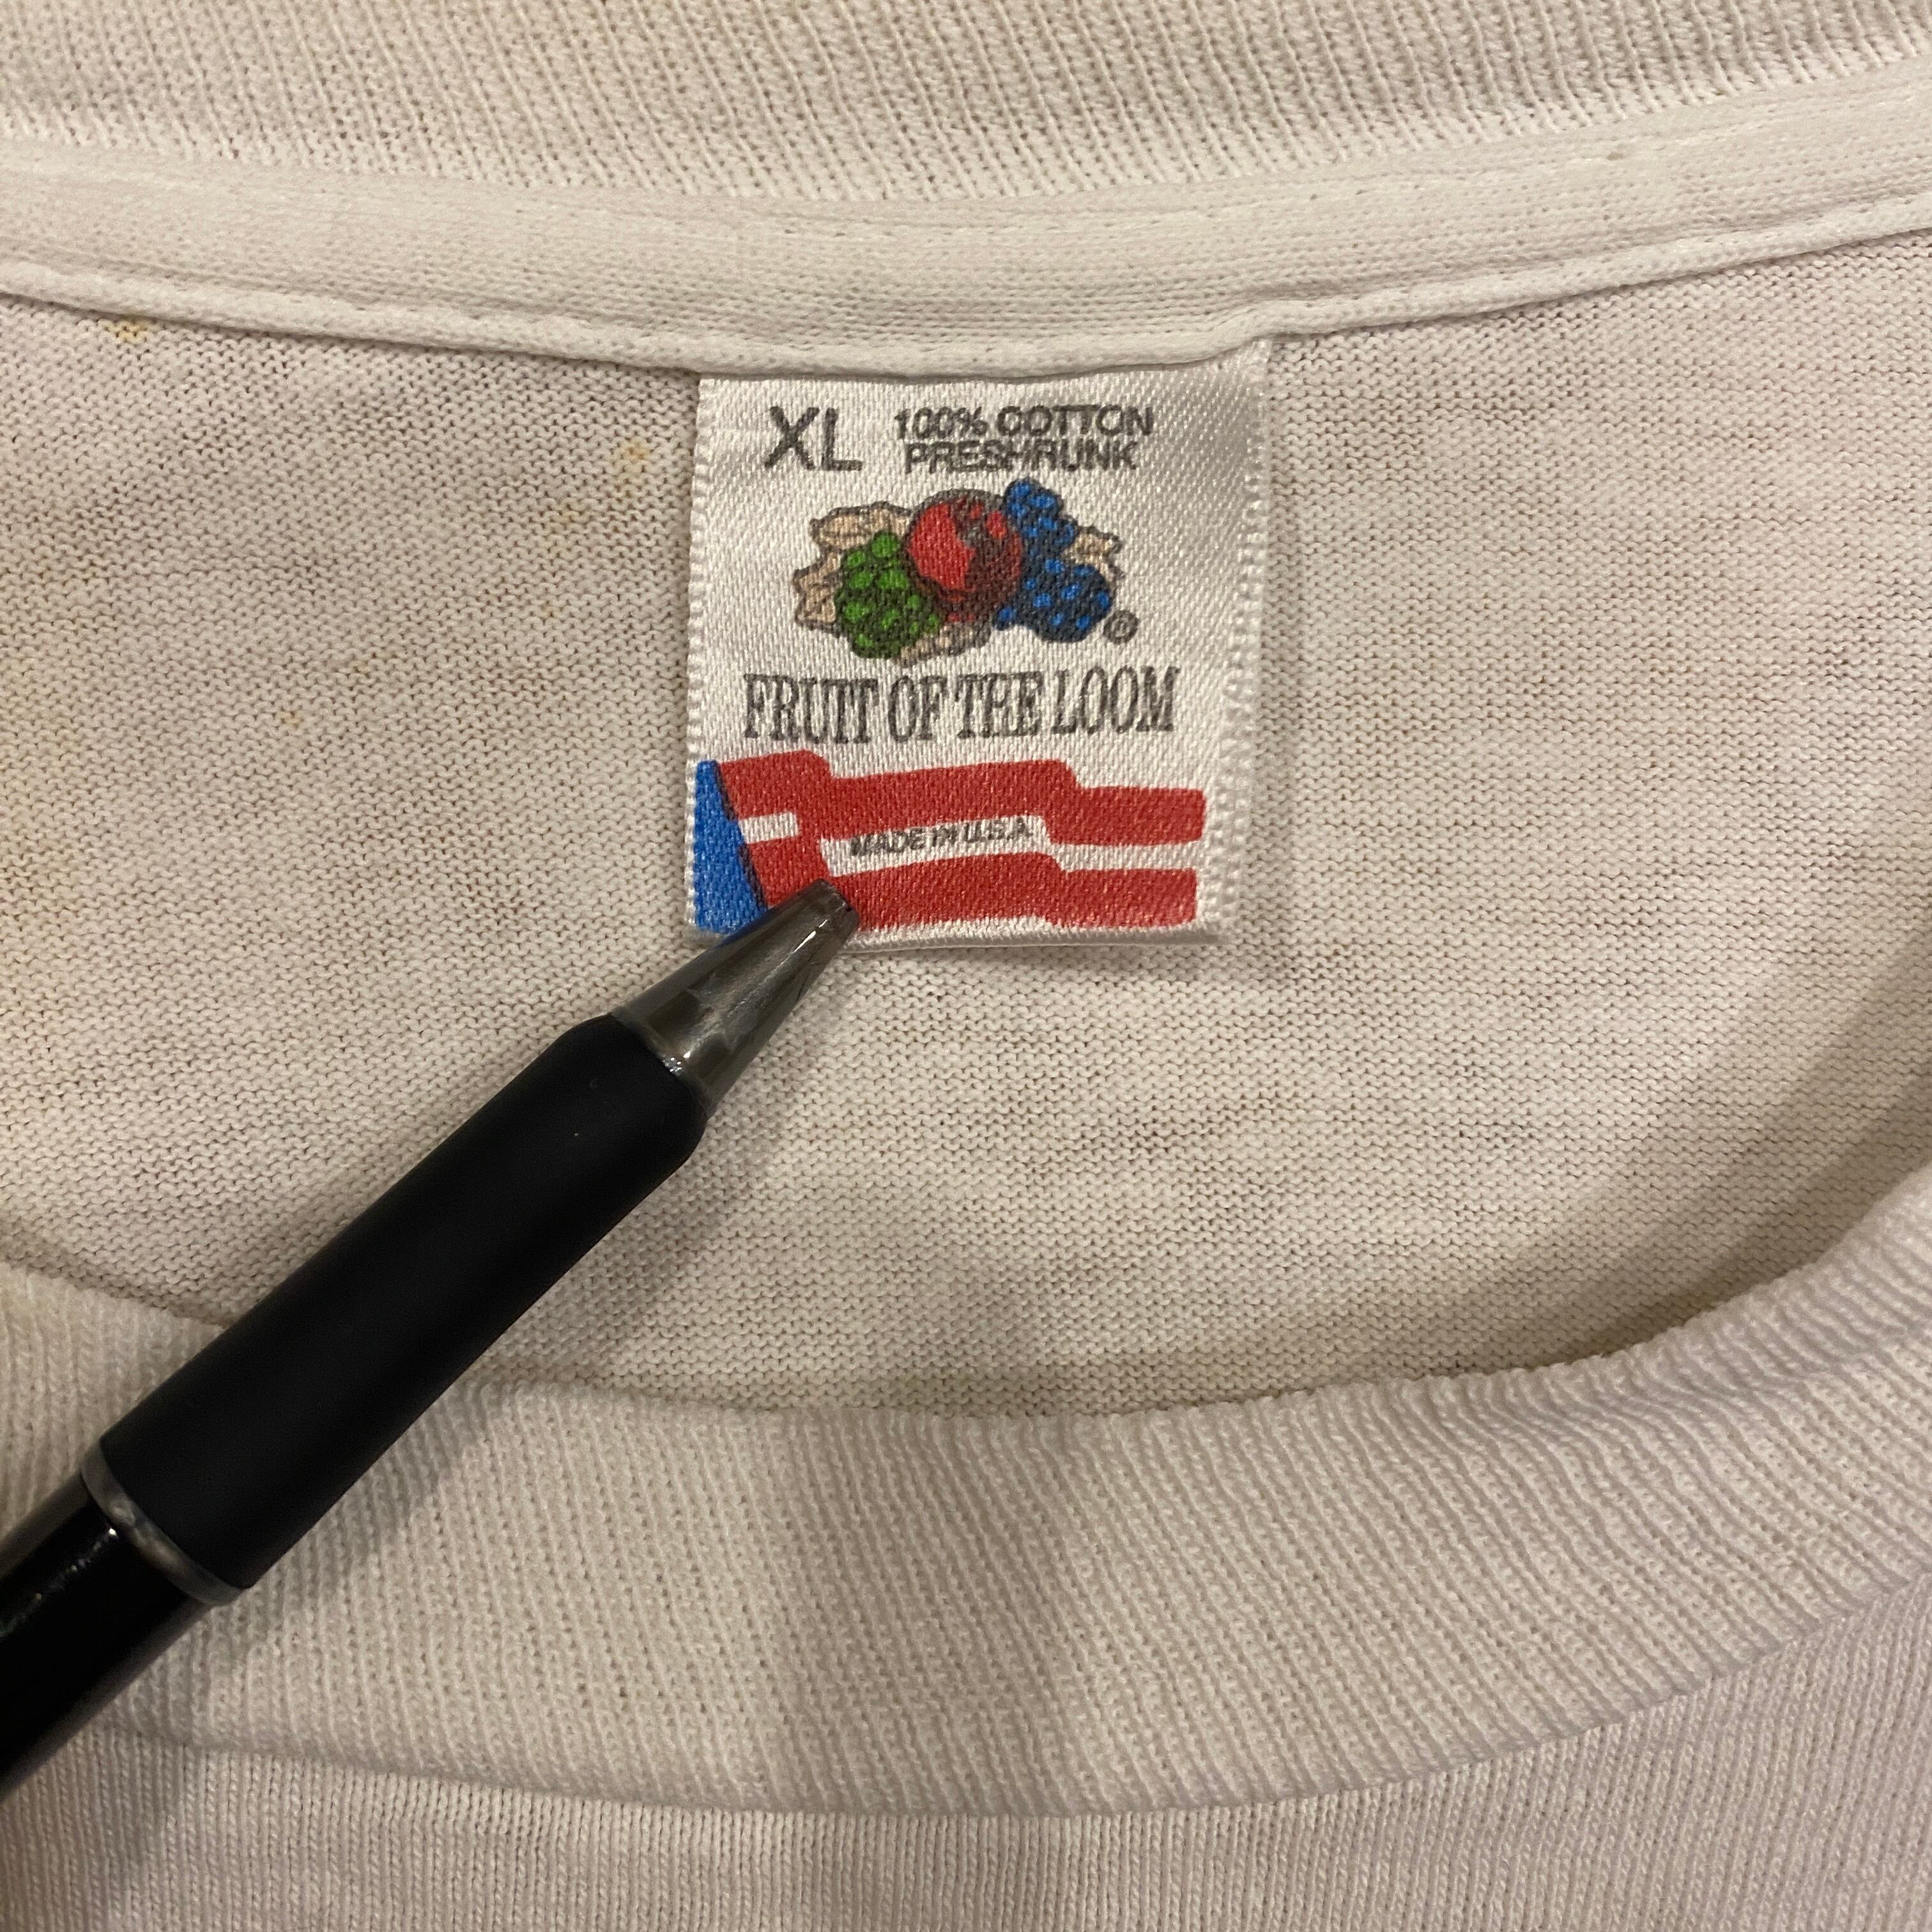 XL 100% COTTON
PRESHRUNK
®
FRUIT OF THE LOOM
MADE IN U.S.A.